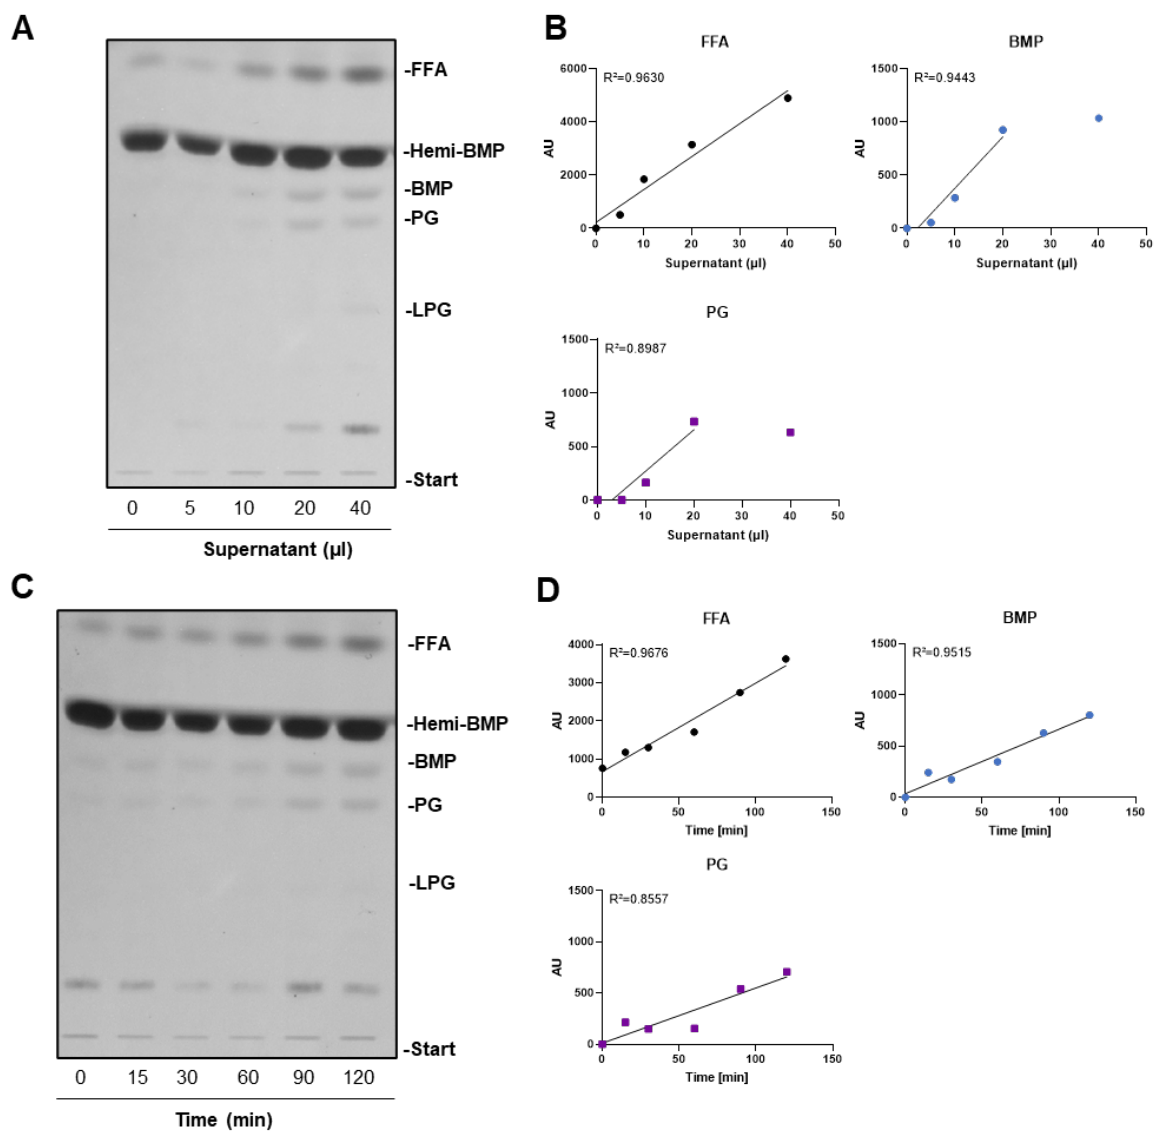 A
-FFA
-Hemi-BMP
-BMP
-PG
-LPG
-Start
0 5 10 20 40
Supernatant (µl)
B
FFA
R²=0.9630
6000
4000
2000
0
AU
0 10 20 30 40 50
Supernatant (µl)
BMP
R²=0.9443
1500
1000
500
0
AU
0 10 20 30 40 50
Supernatant (µl)
PG
R²=0.8987
1500
1000
500
0
AU
0 10 20 30 40 50
Supernatant (µl)
C
-FFA
-Hemi-BMP
-BMP
-PG
-LPG
-Start
0 15 30 60 90 120
Time (min)
D
FFA
R²=0.9676
4000
3000
2000
1000
0
AU
0 50 100 150
Time [min]
BMP
R²=0.9515
1500
1000
500
0
AU
0 50 100 150
Time [min]
PG
R²=0.8557
1500
1000
500
0
AU
0 50 100 150
Time [min]